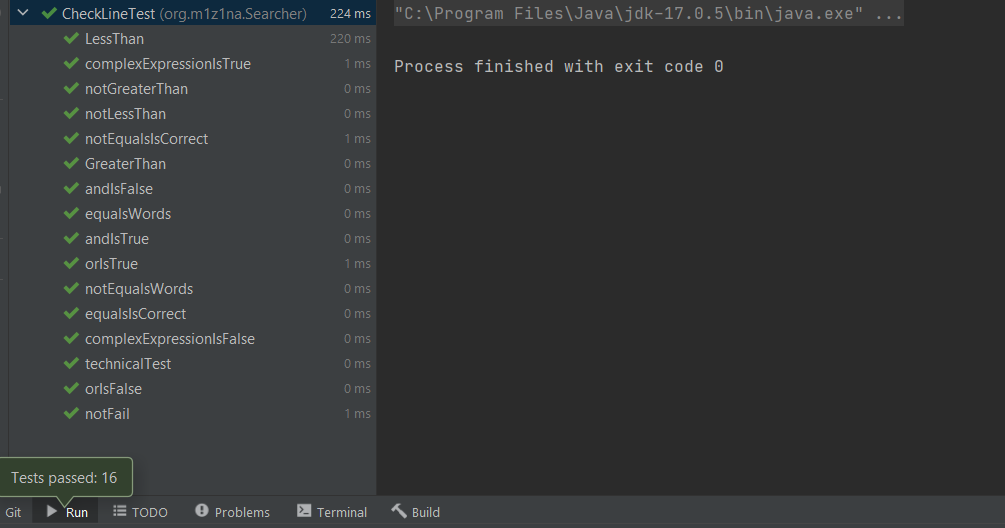 CheckLineTest (org.m1z1na.Searcher) 224 ms
LessThan 220 ms
complexExpressionIsTrue 1 ms
notGreaterThan 0 ms
notLessThan 0 ms
notEqualsIsCorrect 1 ms
GreaterThan 0 ms
andIsFalse 0 ms
equalsWords 0 ms
andIsTrue 0 ms
orIsTrue 1 ms
notEqualsWords 0 ms
equalsIsCorrect 0 ms
complexExpressionIsFalse 0 ms
technicalTest 0 ms
orIsFalse 0 ms
notFail 1 ms
"C:\Program Files\Java\jdk-17.0.5\bin\java.exe" ...
Process finished with exit code 0
Tests passed: 16
Git Run TODO Problems Terminal Build